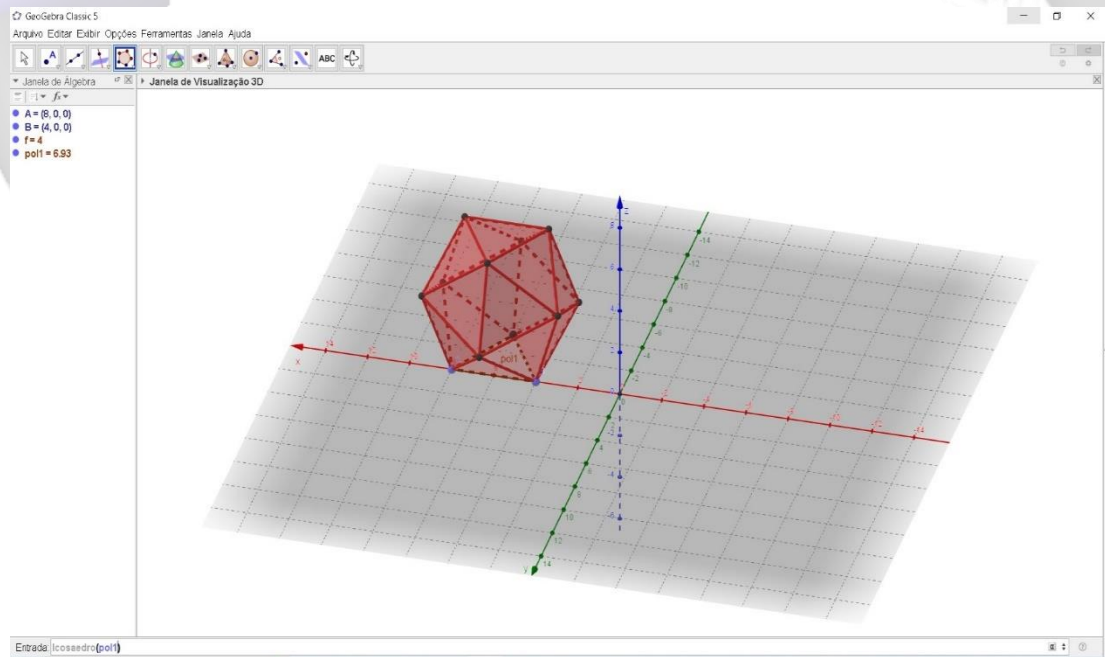 GeoGebra Classic 5
Arquivo Editar Exibir Opções Ferramentas Janela Ajuda
ABC
Janela de Álgebra
Janela de Visualização 3D
A = (8, 0, 0)
B = (4, 0, 0)
f = 4
pol1 = 6.93
pol1
x
y
Entrada: Icosaedro(pol1)